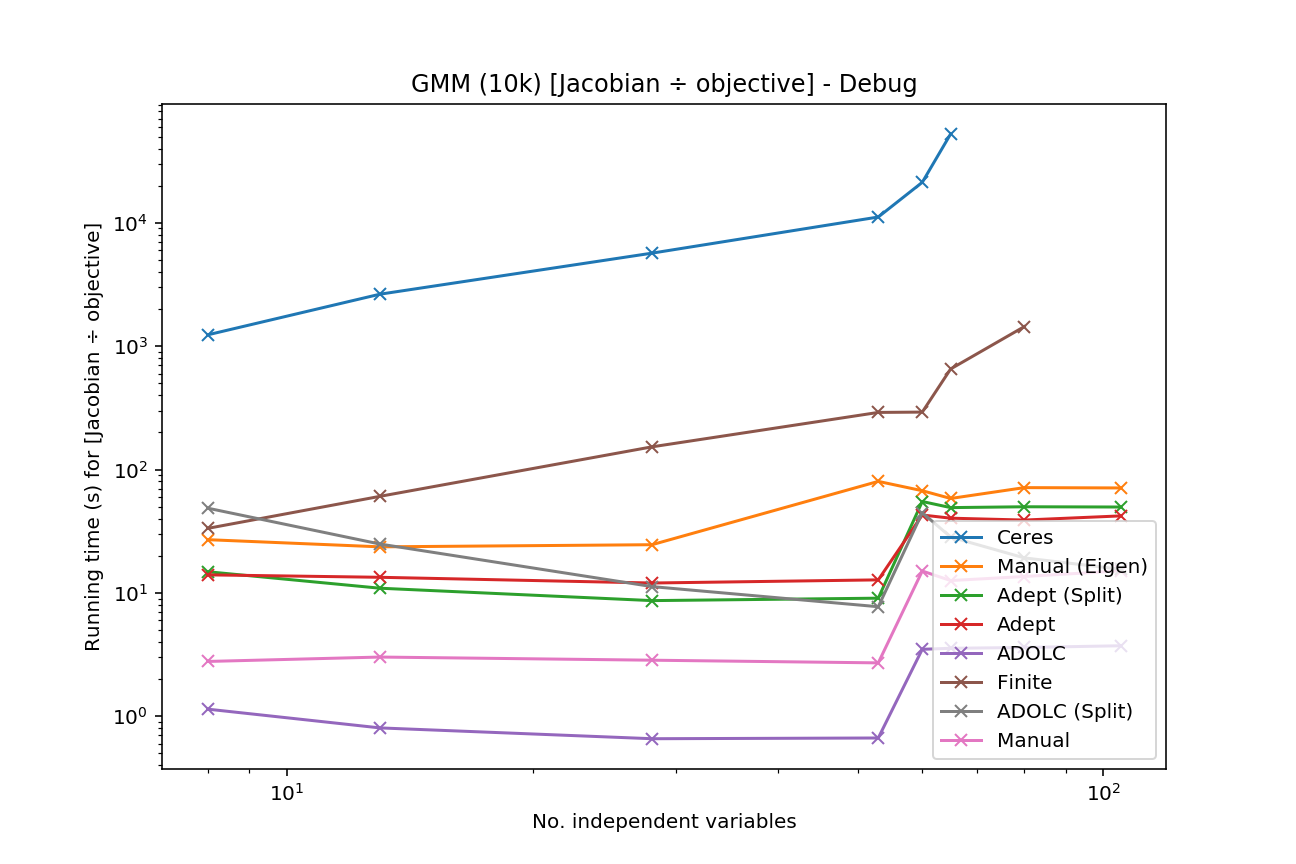 GMM (10k) [Jacobian ÷ objective] - Debug
Running time (s) for [Jacobian ÷ objective]
10⁴
10³
10²
10¹
10⁰
Ceres
Manual (Eigen)
Adept (Split)
Adept
ADOLC
Finite
ADOLC (Split)
Manual
10¹
10²
No. independent variables